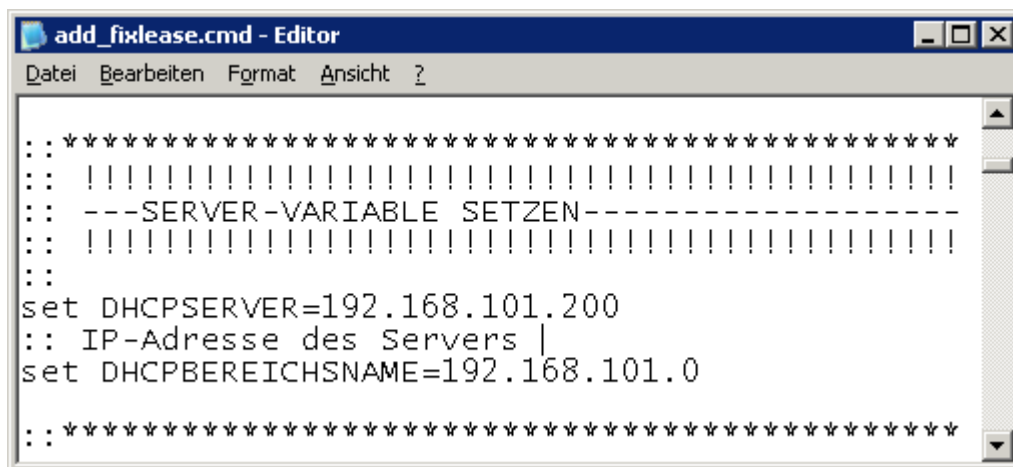 add_fixlease.cmd - Editor
Datei Bearbeiten Format Ansicht ?
::*********************************************
:: !!!!!!!!!!!!!!!!!!!!!!!!!!!!!!!!!!!!!!!!!!!!
:: ---SERVER-VARIABLE SETZEN-------------------
:: !!!!!!!!!!!!!!!!!!!!!!!!!!!!!!!!!!!!!!!!!!!!
::
set DHCPSERVER=192.168.101.200
:: IP-Adresse des Servers
set DHCPBEREICHSNAME=192.168.101.0
::*********************************************